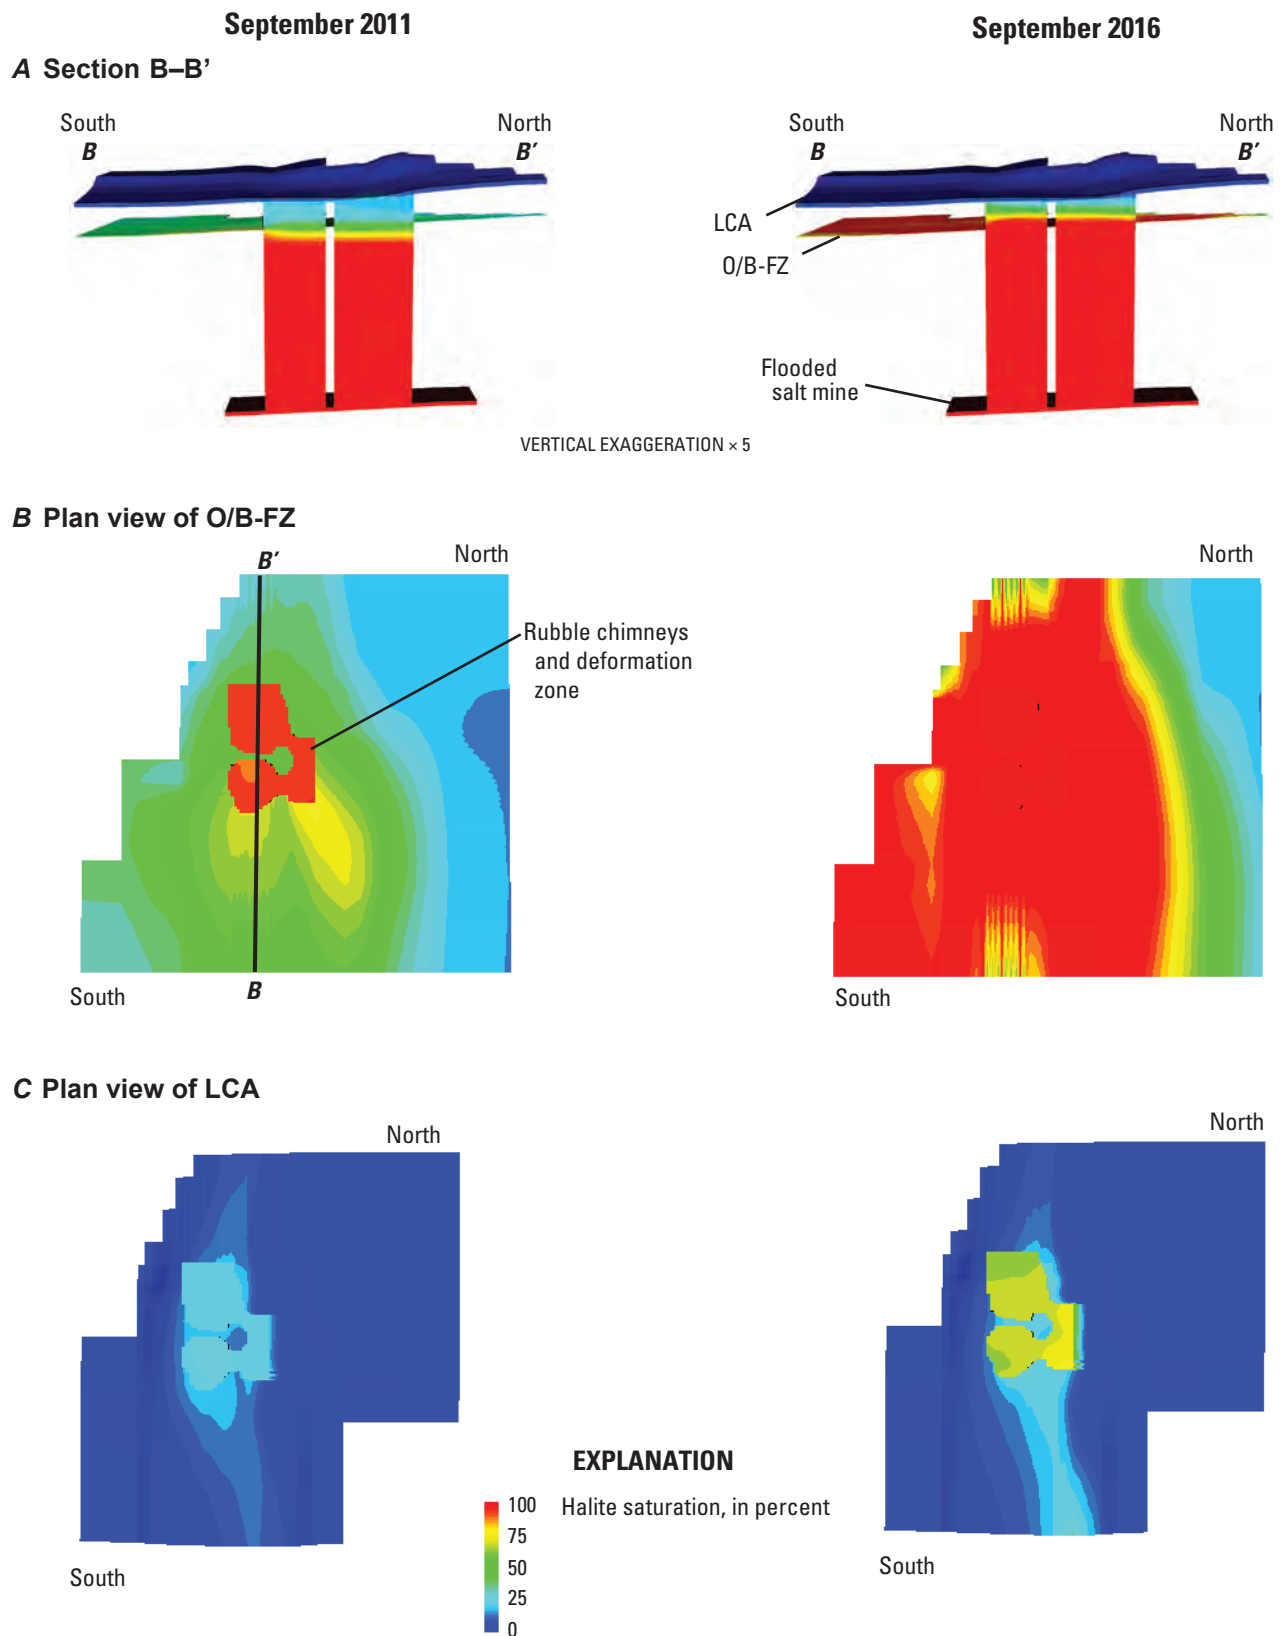 September 2011
September 2016
A Section B–B′
South
North
B
B′
South
North
B
B′
LCA
O/B-FZ
Flooded
salt mine
VERTICAL EXAGGERATION × 5
B Plan view of O/B-FZ
B′
North
North
Rubble chimneys
and deformation
zone
South
B
South
C Plan view of LCA
North
North
EXPLANATION
Halite saturation, in percent
100
75
50
25
0
South
South